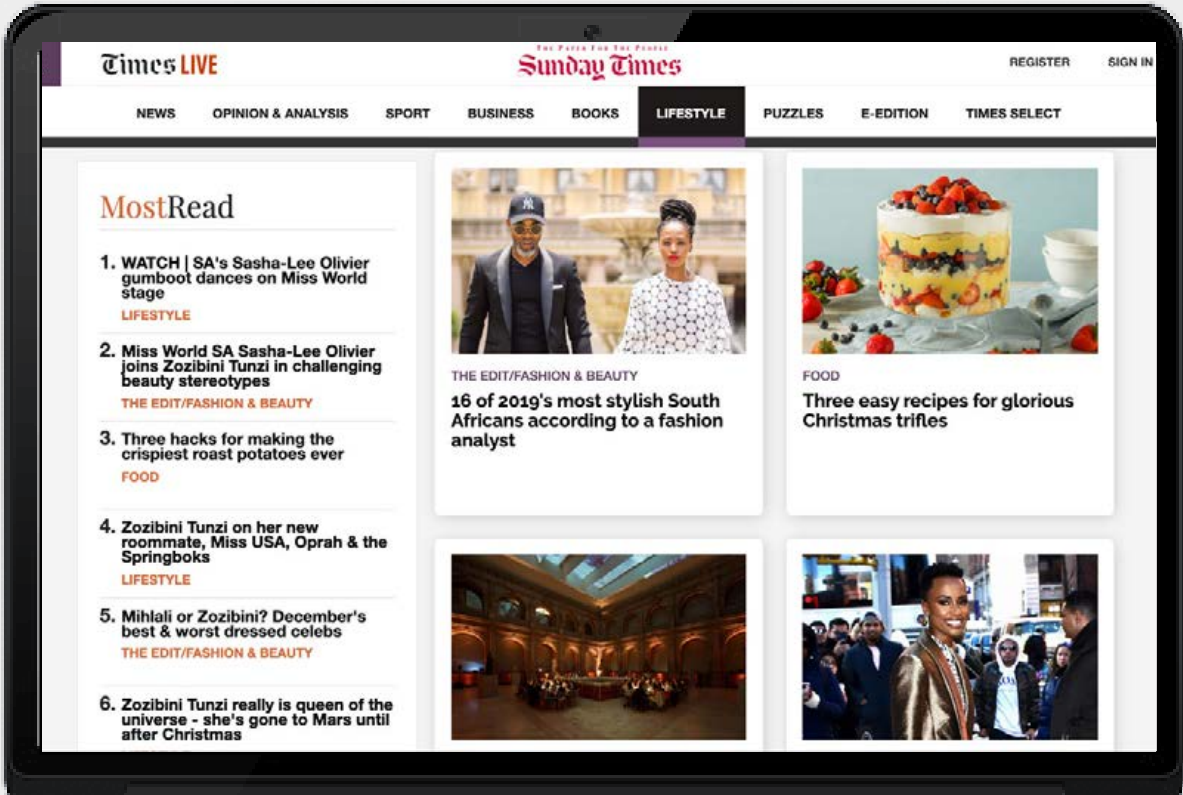 Times LIVE
THE PAPER FOR THE PEOPLE
Sunday Times
REGISTER
SIGN IN
NEWS
OPINION & ANALYSIS
SPORT
BUSINESS
BOOKS
LIFESTYLE
PUZZLES
E-EDITION
TIMES SELECT
MostRead
1. WATCH | SA's Sasha-Lee Olivier
gumboot dances on Miss World
stage
LIFESTYLE
2. Miss World SA Sasha-Lee Olivier
joins Zozibini Tunzi in challenging
beauty stereotypes
THE EDIT/FASHION & BEAUTY
3. Three hacks for making the
crispiest roast potatoes ever
FOOD
4. Zozibini Tunzi on her new
roommate, Miss USA, Oprah & the
Springboks
LIFESTYLE
5. Mihlali or Zozibini? December's
best & worst dressed celebs
THE EDIT/FASHION & BEAUTY
6. Zozibini Tunzi really is queen of the
universe - she's gone to Mars until
after Christmas
THE EDIT/FASHION & BEAUTY
16 of 2019's most stylish South
Africans according to a fashion
analyst
FOOD
Three easy recipes for glorious
Christmas trifles